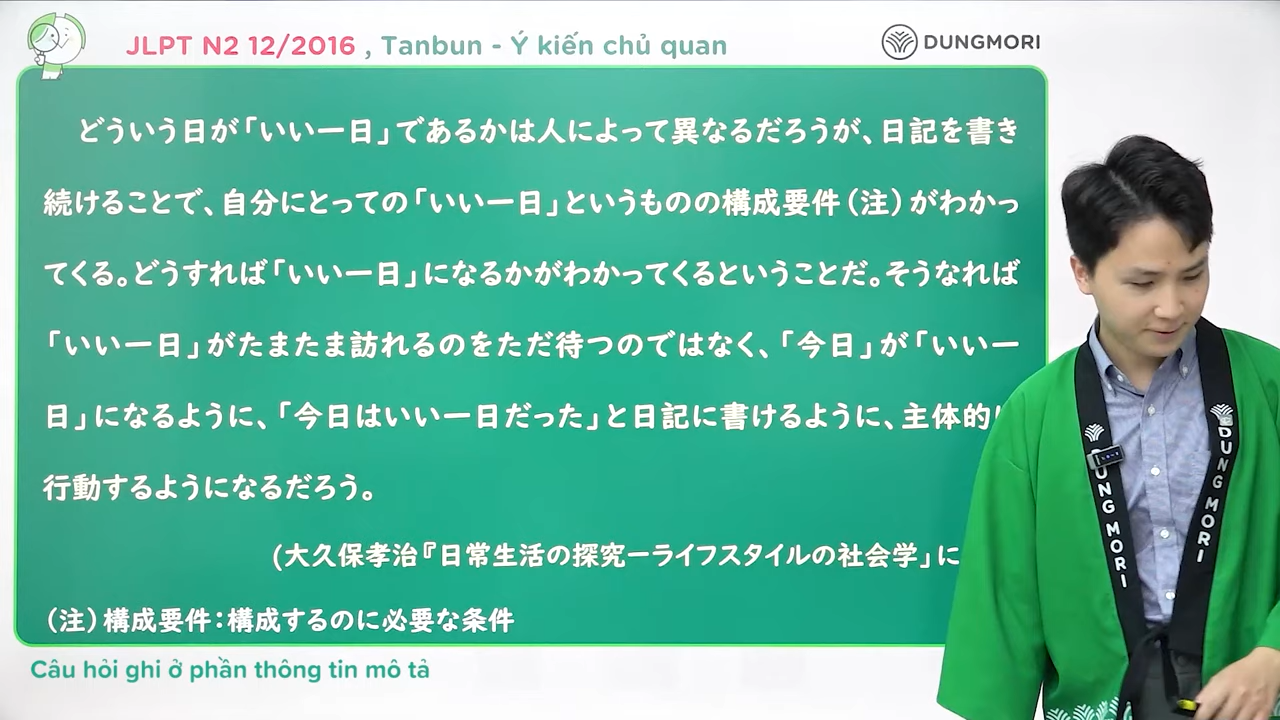 JLPT N2 12/2016 , Tanbun - Ý kiến chủ quan
DUNGMORI
どういう日が「いい一日」であるかは人によって異なるだろうが、日記を書き
続けることで、自分にとっての「いい一日」というものの構成要件（注）がわかっ
てくる。どうすれば「いい一日」になるかがわかってくるということだ。そうなれば
「いい一日」がたまたま訪れるのをただ待つのではなく、「今日」が「いい一
日」になるように、「今日はいい一日だった」と日記に書けるように、主体的
行動するようになるだろう。
(大久保孝治『日常生活の探究ーライフスタイルの社会学』に
（注）構成要件：構成するのに必要な条件
Câu hỏi ghi ở phần thông tin mô tả
DUNG MORI
DUNG MORI